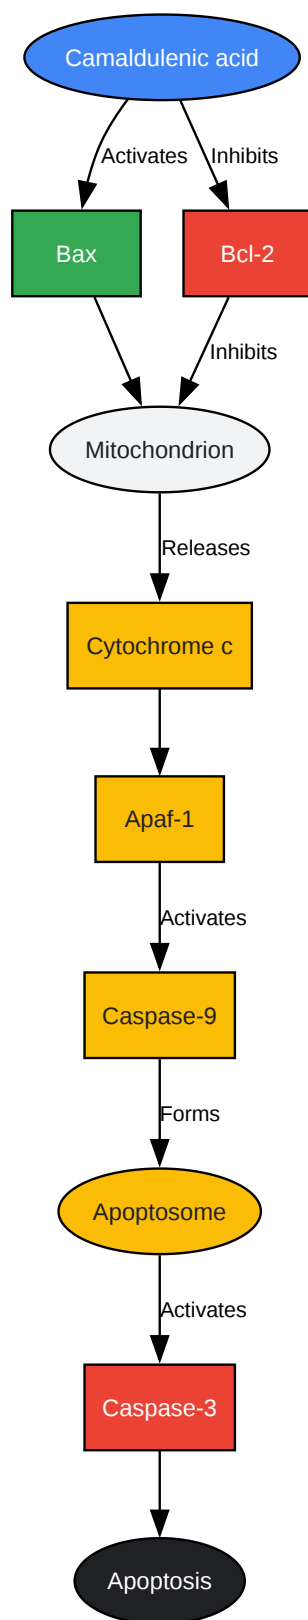 Camaldulenic acid
Activates
Inhibits
Bax
Bcl-2
Inhibits
Mitochondrion
Releases
Cytochrome c
Apaf-1
Activates
Caspase-9
Forms
Apoptosome
Activates
Caspase-3
Apoptosis